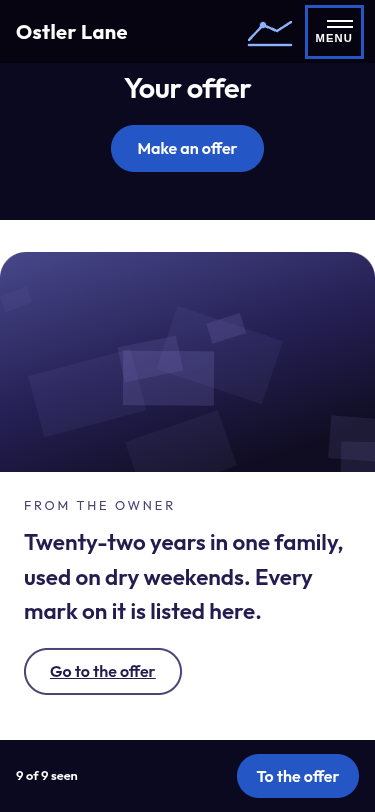 Ostler Lane
MENU
Your offer
Make an offer
FROM THE OWNER
Twenty-two years in one family,
used on dry weekends. Every
mark on it is listed here.
Go to the offer
9 of 9 seen
To the offer